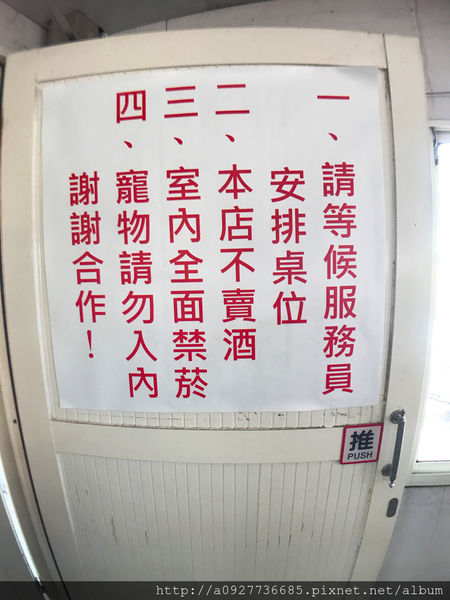 一、請等候服務員
安排桌位
二、本店不賣酒
三、室內全面禁菸
四、寵物請勿入內
謝謝合作！
推
PUSH
http://a0927736685.pixnet.net/album